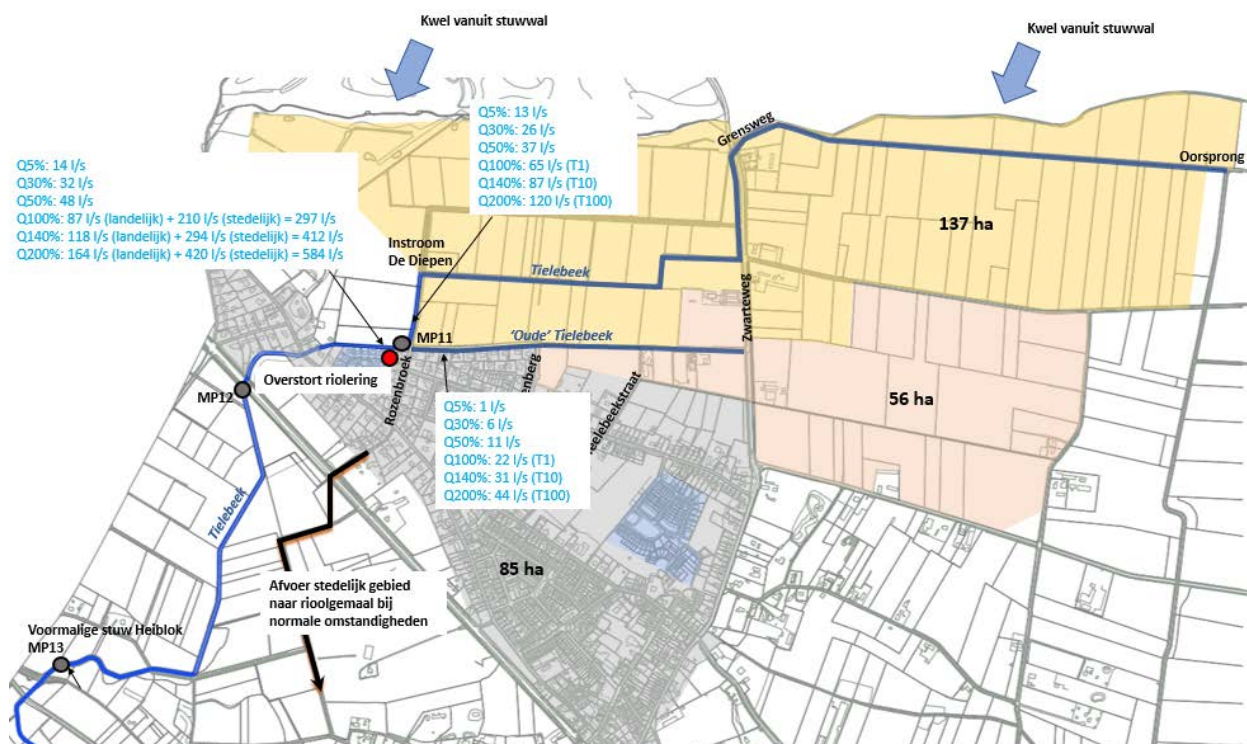 Kwel vanuit stuwwal
Kwel vanuit stuwwal
Q5%: 13 l/s
Q30%: 26 l/s
Q50%: 37 l/s
Q100%: 65 l/s (T1)
Q140%: 87 l/s (T10)
Q200%: 120 l/s (T100)
Grensweg
Oorsprong
Q5%: 14 l/s
Q30%: 32 l/s
Q50%: 48 l/s
Q100%: 87 l/s (landelijk) + 210 l/s (stedelijk) = 297 l/s
Q140%: 118 l/s (landelijk) + 294 l/s (stedelijk) = 412 l/s
Q200%: 164 l/s (landelijk) + 420 l/s (stedelijk) = 584 l/s
137 ha
Instroom
De Diepen
Tielebeek
Zwarteweg
MP11
'Oude' Tielebeek
Overstort riolering
MP12
Rozenbroek
56 ha
Q5%: 1 l/s
Q30%: 6 l/s
Q50%: 11 l/s
Q100%: 22 l/s (T1)
Q140%: 31 l/s (T10)
Q200%: 44 l/s (T100)
Tielebeek
85 ha
Afvoer stedelijk gebied
naar rioolgemaal bij
normale omstandigheden
Voormalige stuw Heiblok
MP13